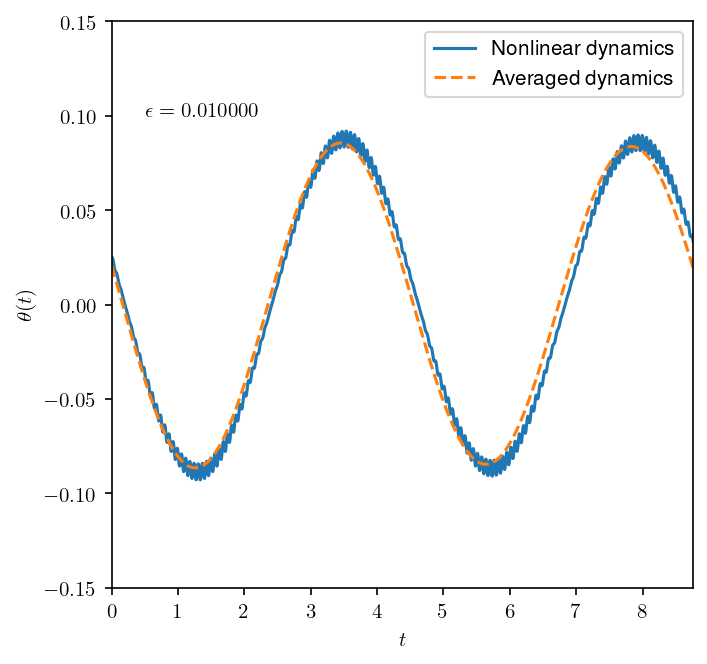 0.15
0.10
0.05
0.00
−0.05
−0.10
−0.15
θ(t)
Nonlinear dynamics
Averaged dynamics
ϵ = 0.010000
0 1 2 3 4 5 6 7 8
t